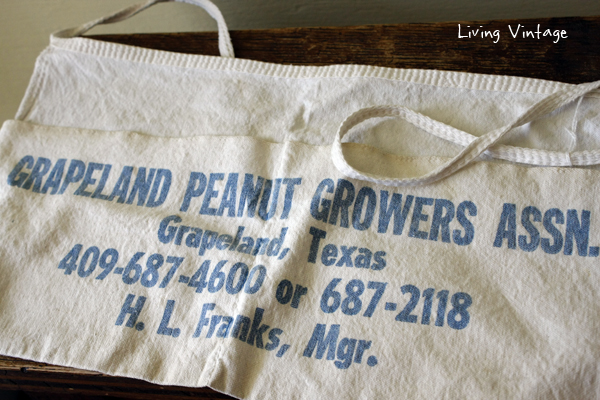 Living Vintage
GRAPELAND PEANUT GROWERS ASSN.
Grapeland, Texas
409-687-4600 or 687-2118
H. L. Franks, Mgr.